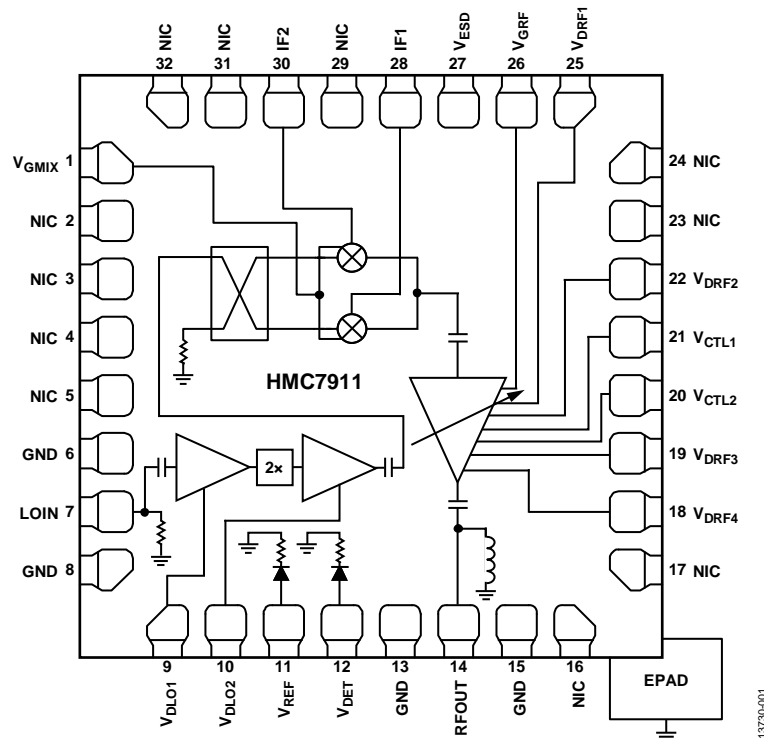 NIC
NIC
IF2
NIC
IF1
VESD
VGRF
VDRF1
32
31
30
29
28
27
26
25
VGMIX 1
NIC 2
NIC 3
NIC 4
NIC 5
GND 6
LOIN 7
GND 8
24 NIC
23 NIC
22 VDRF2
21 VCTL1
20 VCTL2
19 VDRF3
18 VDRF4
17 NIC
HMC7911
2×
9
10
11
12
13
14
15
16
VDLO1
VDLO2
VREF
VDET
GND
RFOUT
GND
NIC
EPAD
13730-001